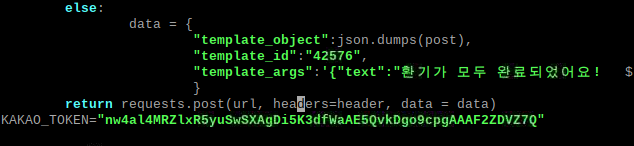 else:
data = {
"template_object":json.dumps(post),
"template_id":"42576",
"template_args":'{"text":"환기가 모두 완료되었어요! $
}
return requests.post(url, headers=header, data = data)
KAKAO_TOKEN="nw4al4MRZlxR5yuSwSXAgDi5K3dfWaAE5QvkDgo9cpgAAAF2ZDVZ7Q"